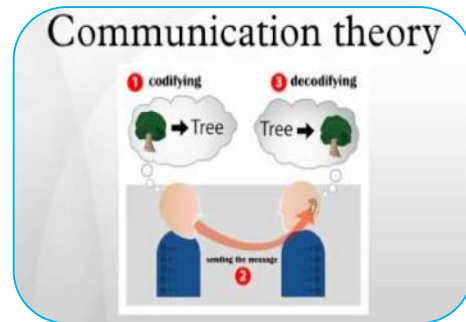 Communication theory
1 codifying
3 decodifying
Tree
Tree
sending the message
2